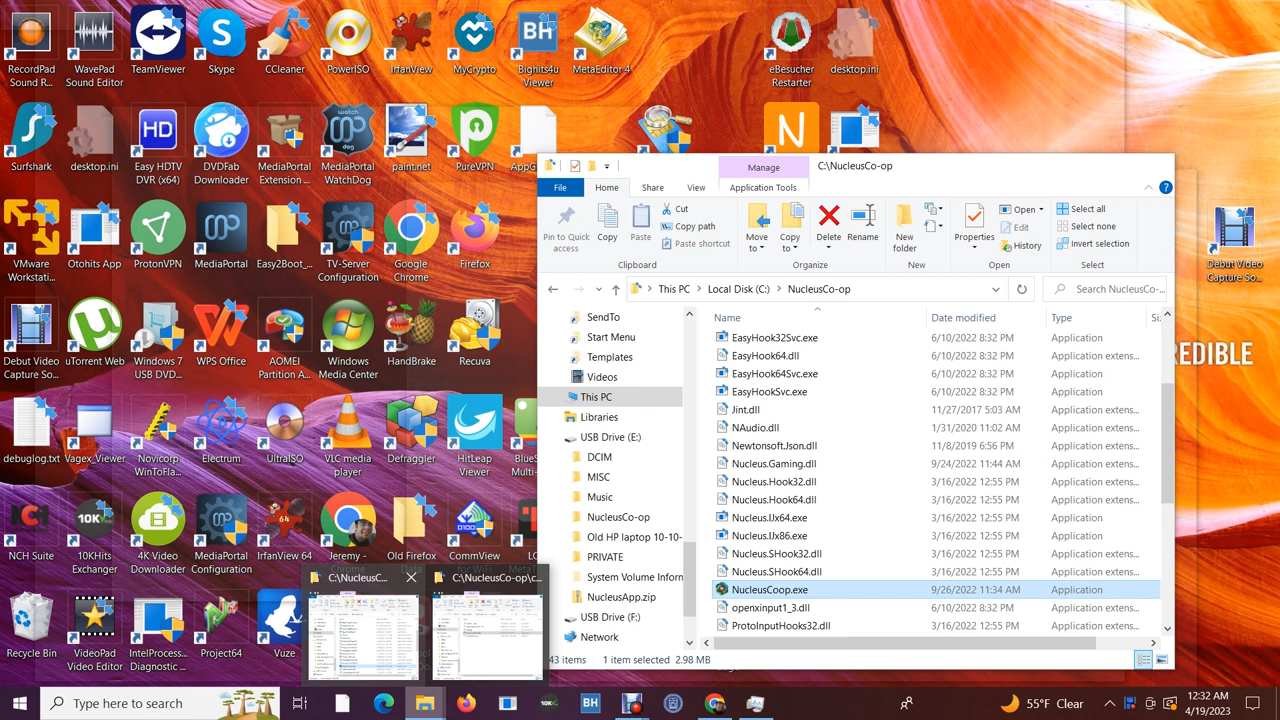 RecordPad
Sound R...
WavePad
Sound Editor
TeamViewer
Skype
CCleaner
PowerISO
IrfanView
MyCrypto
BH
Bighits4u
Viewer
MetaEditor 4
eBesucher
Restarter
desktop.ini
Surfshark
desktop.ini
HD
Easy HDTV
DVR (x64)
DVDFab
Downloader
MediaPortal
Extension ...
watch
dog
MediaPortal
WatchDog
paint.net
PureVPN
N
VMware
Workstati...
Otohits App
ProtonVPN
MediaPortal
Easy2Boot_...
TV-Server
Configuration
Google
Chrome
Firefox
Debut Video
Capture So...
uTorrent Web
Windows 7
USB DVD...
WPS Office
AOMEI
Partition A...
Windows
Media Center
HandBrake
Recuva
debuglog.txt
Vagex_Viewer
Novicorp
WinToFla...
Electrum
UltraISO
VLC media
player
Defraggler
HitLeap
Viewer
NCH Suite
10K
10KHits
Exchanger
4K Video
Downloader
MediaPortal
Configuration
64
IrfanView 64
Jeremy -
Chrome
Old Firefox
Data
D100
CommView
for WiFi
Project64
Vuze
C:\NucleusC...
C:\NucleusCo-op\c...
Debut Video
Capture So...
REDIBLE
Manage
C:\NucleusCo-op
File
Home
Share
View
Application Tools
Pin to Quick
access
Copy
Paste
Cut
Copy path
Paste shortcut
Clipboard
Move
to
Copy
to
Delete
Rename
Organize
New
folder
New
Properties
Open
Edit
History
Open
Select all
Select none
Invert selection
Select
This PC
Local Disk (C:)
NucleusCo-op
Search NucleusCo-...
SendTo
Start Menu
Templates
Videos
This PC
Libraries
USB Drive (E:)
DCIM
MISC
Music
NucleusCo-op
Old HP laptop 10-10-
PRIVATE
System Volume Inforn
NucleusApp.zip
USB Drive (F:)
Network
Name Date modified Type
EasyHook32Svc.exe 6/10/2022 8:32 PM Application
EasyHook64.dll 6/10/2022 8:32 PM Application extens...
EasyHook64Svc.exe 6/10/2022 8:32 PM Application
EasyHookSvc.exe 6/10/2022 8:32 PM Application
Jint.dll 11/27/2017 5:03 AM Application extens...
NAudio.dll 1/31/2020 11:02 AM Application extens...
Newtonsoft.Json.dll 11/8/2019 6:56 PM Application extens...
Nucleus.Gaming.dll 9/24/2022 11:44 AM Application extens...
Nucleus.Hook32.dll 3/16/2022 12:55 PM Application extens...
Nucleus.Hook64.dll 3/16/2022 12:55 PM Application extens...
Nucleus.IJx64.exe 3/16/2022 12:55 PM Application
Nucleus.IJx86.exe 3/16/2022 12:55 PM Application
Nucleus.SHook32.dll 3/16/2022 12:55 PM Application extens...
Nucleus.SHook64.dll 3/16/2022 12:55 PM Application extens...
NucleusCoop.exe 9/26/2022 11:34 AM Application
openxinput1_3.dll 6/10/2022 8:32 PM Application extens...
3/16/2022 12:55 PM Application extens...
1 item selected
Type here to search
10K
BH
55°F Clear
12:32 AM
4/19/2023